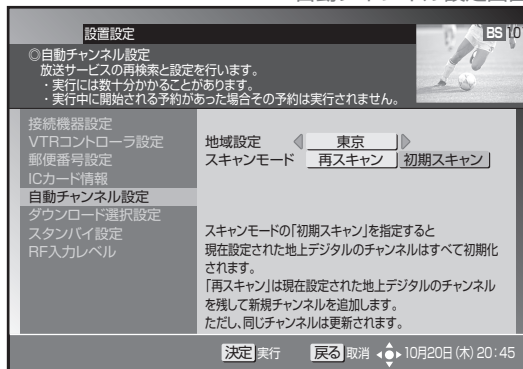 設置設定
BS 10
◎自動チャンネル設定
放送サービスの再検索と設定を行います。
・実行には数十分かかることがあります。
・実行中に開始される予約があった場合その予約は実行されません。
接続機器設定
VTRコントローラ設定
郵便番号設定
ICカード情報
自動チャンネル設定
ダウンロード選択設定
スタンバイ設定
RF入力レベル
地域設定 東京
スキャンモード 再スキャン 初期スキャン
スキャンモードの「初期スキャン」を指定すると
現在設定された地上デジタルのチャンネルはすべて初期化
されます。
「再スキャン」は現在設定された地上デジタルのチャンネル
を残して新規チャンネルを追加します。
ただし、同じチャンネルは更新されます。
決定 実行 戻る 取消 10月20日(木) 20:45